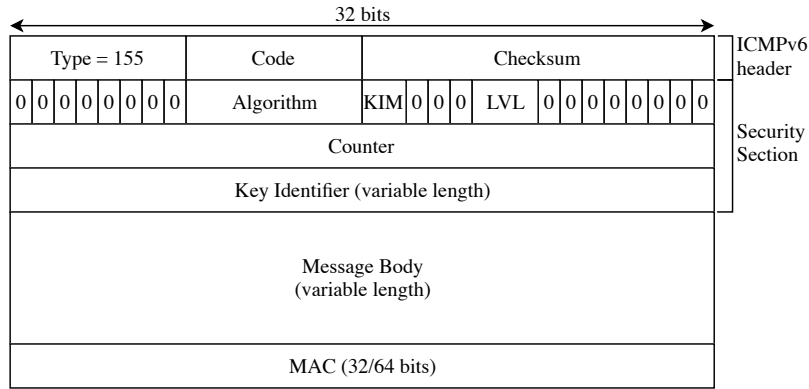 32 bits
Type = 155 Code Checksum
ICMPv6
header
0 0 0 0 0 0 0 0 Algorithm KIM 0 0 0 LVL 0 0 0 0 0 0 0 0
Counter
Security
Section
Key Identifier (variable length)
Message Body
(variable length)
MAC (32/64 bits)